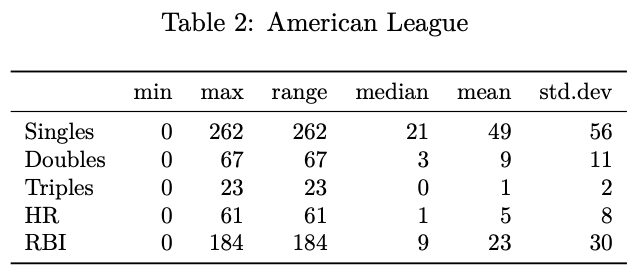 Table 2: American League
min max range median mean std.dev
Singles 0 262 262 21 49 56
Doubles 0 67 67 3 9 11
Triples 0 23 23 0 1 2
HR 0 61 61 1 5 8
RBI 0 184 184 9 23 30